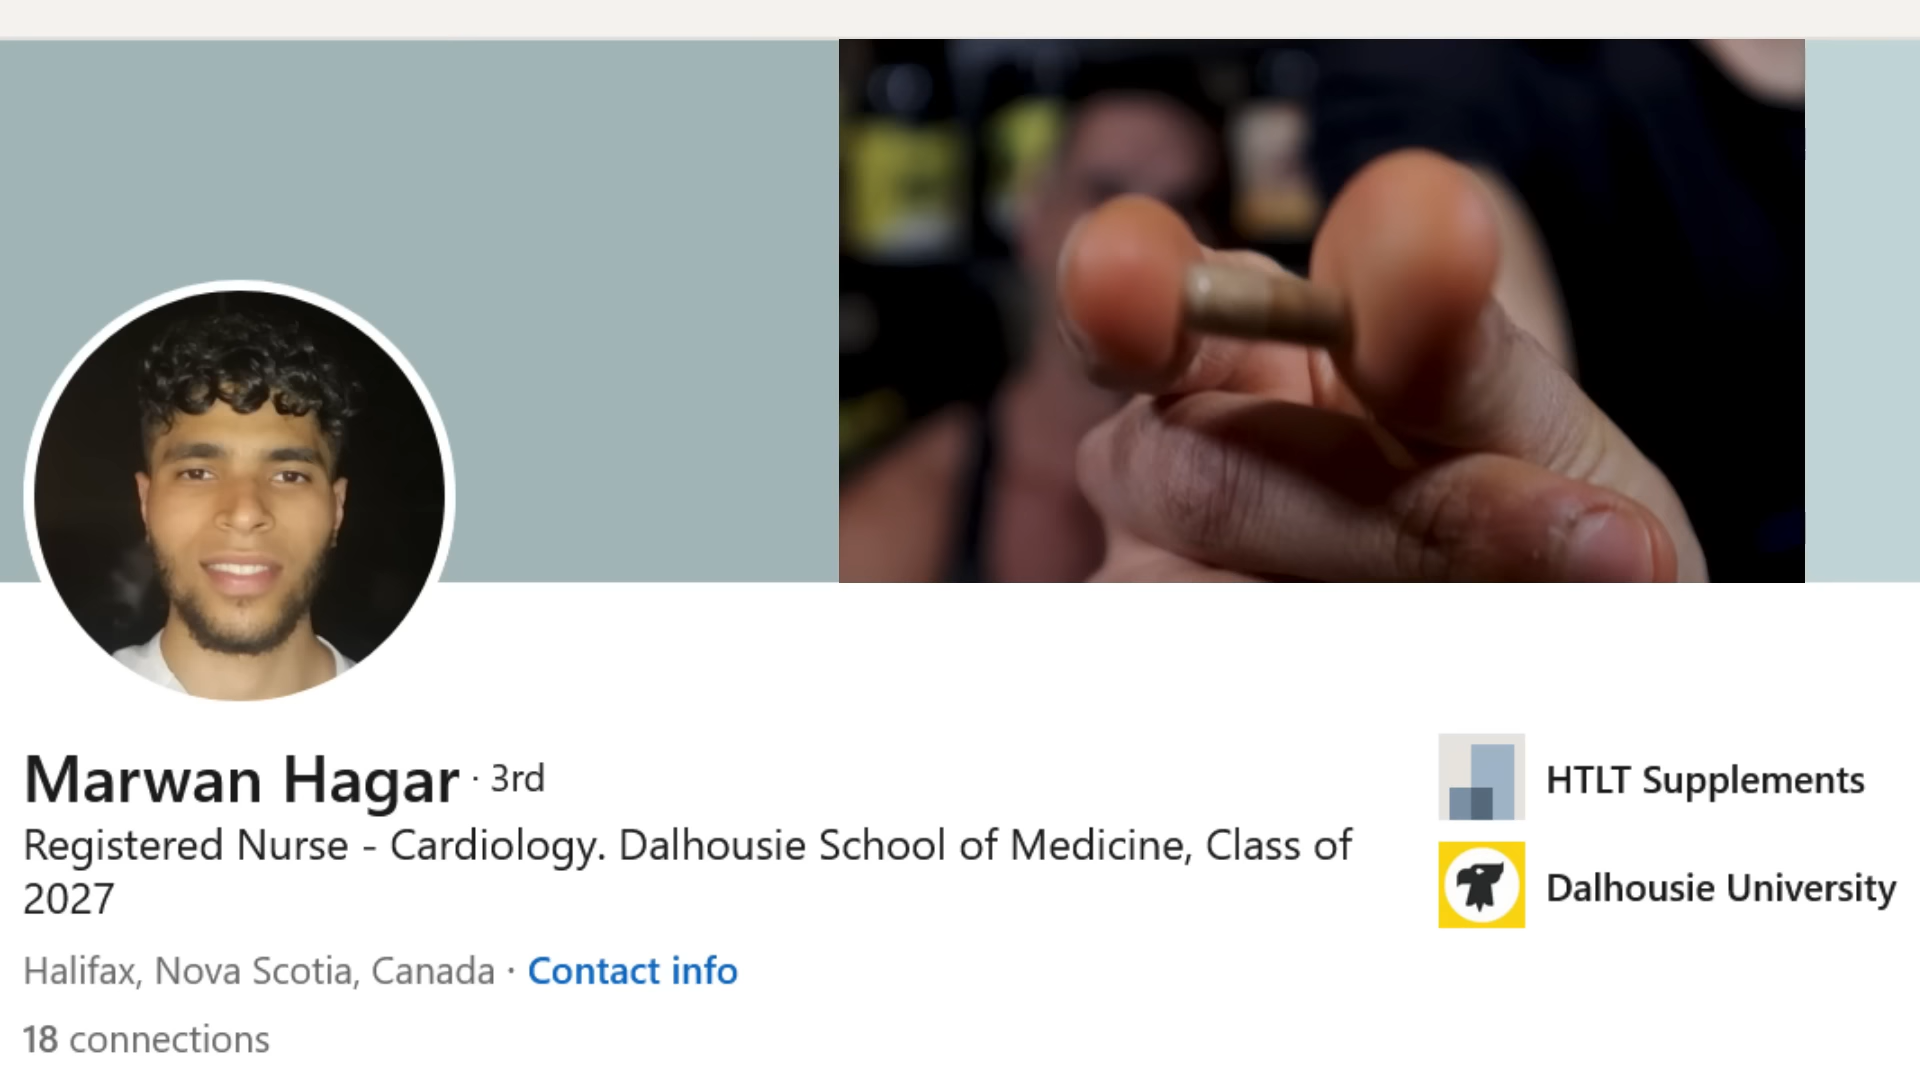 Marwan Hagar · 3rd
Registered Nurse - Cardiology. Dalhousie School of Medicine, Class of
2027
Halifax, Nova Scotia, Canada · Contact info
18 connections
HTLT Supplements
Dalhousie University